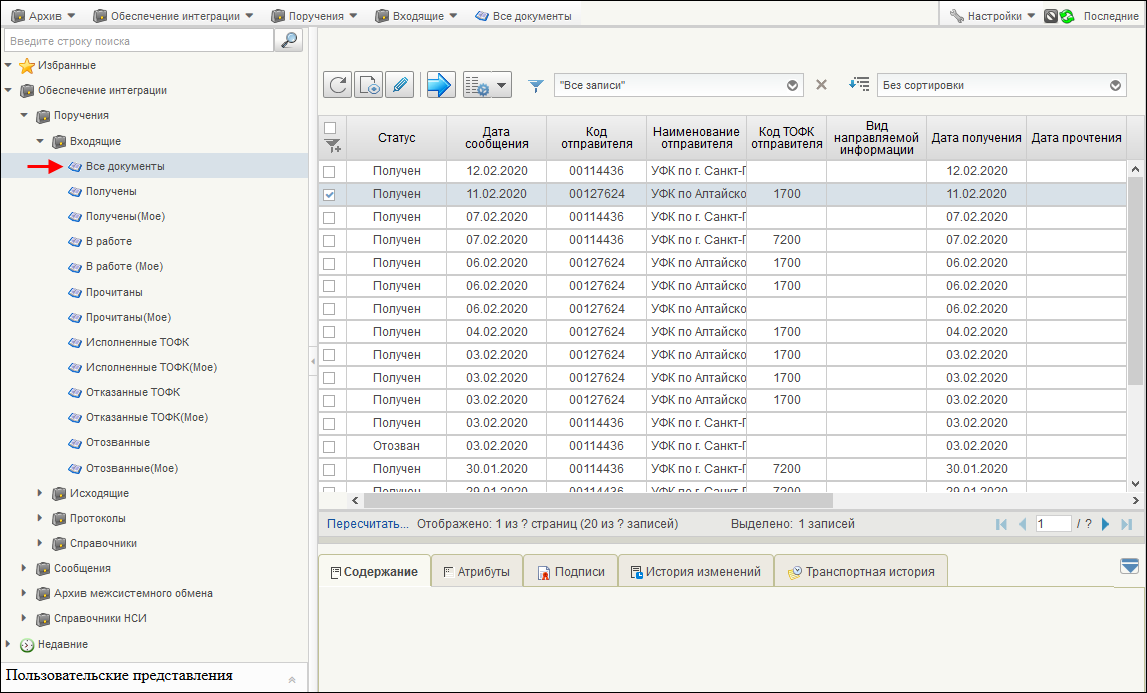 Архив Обеспечение интеграции Поручения Входящие Все документы Настройки Последние
Введите строку поиска
Избранные
Обеспечение интеграции
Поручения
Входящие
Все документы
Получены
Получены(Мое)
В работе
В работе (Мое)
Прочитаны
Прочитаны(Мое)
Исполненные ТОФК
Исполненные ТОФК(Мое)
Отказанные ТОФК
Отказанные ТОФК(Мое)
Отозванные
Отозванные(Мое)
Исходящие
Протоколы
Справочники
Сообщения
Архив межсистемного обмена
Справочники НСИ
Недавние
Пользовательские представления
"Все записи" Без сортировки
Статус Дата сообщения Код отправителя Наименование отправителя Код ТОФК отправителя Вид направляемой информации Дата получения Дата прочтения
Получен 12.02.2020 00114436 УФК по г. Санкт-П 12.02.2020
Получен 11.02.2020 00127624 УФК по Алтайско 1700 11.02.2020
Получен 07.02.2020 00114436 УФК по г. Санкт-П 07.02.2020
Получен 07.02.2020 00114436 УФК по г. Санкт-П 7200 07.02.2020
Получен 06.02.2020 00127624 УФК по Алтайско 1700 06.02.2020
Получен 06.02.2020 00127624 УФК по Алтайско 1700 06.02.2020
Получен 06.02.2020 00127624 УФК по Алтайско 06.02.2020
Получен 04.02.2020 00127624 УФК по Алтайско 1700 04.02.2020
Получен 03.02.2020 00127624 УФК по Алтайско 1700 03.02.2020
Получен 03.02.2020 00127624 УФК по Алтайско 1700 03.02.2020
Получен 03.02.2020 00127624 УФК по Алтайско 1700 03.02.2020
Получен 03.02.2020 00114436 УФК по г. Санкт-П 03.02.2020
Отозван 03.02.2020 00114436 УФК по г. Санкт-П 03.02.2020
Получен 30.01.2020 00114436 УФК по г. Санкт-П 7200 30.01.2020
Получен 29.01.2020 00114436 УФК по г. Санкт-П 7200 29.01.2020
Пересчитать... Отображено: 1 из ? страниц (20 из ? записей) Выделено: 1 записей 1 / ?
Содержание Атрибуты Подписи История изменений Транспортная история